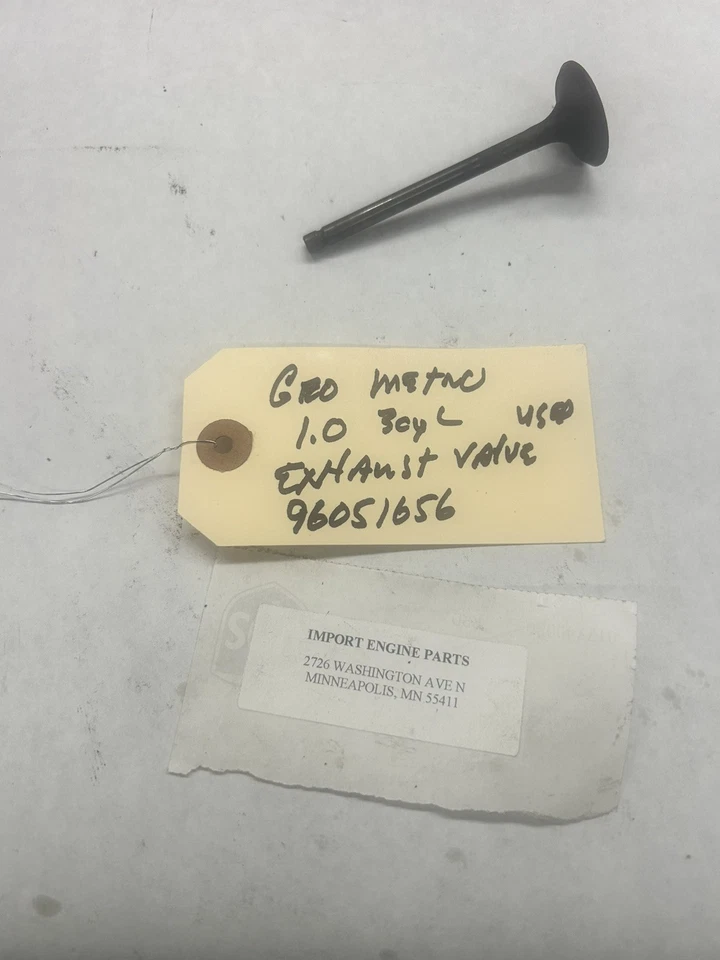 GEO METRO
1.0 3cyL USED
EXHAUST VALVE
96051656
IMPORT ENGINE PARTS
2726 WASHINGTON AVE N
MINNEAPOLIS, MN 55411